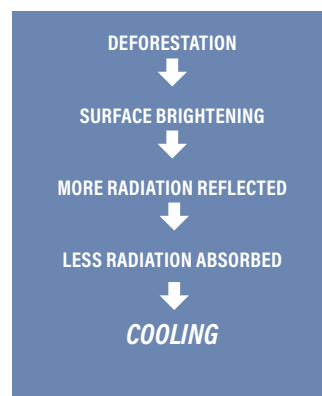 DEFORESTATION
SURFACE BRIGHTENING
MORE RADIATION REFLECTED
LESS RADIATION ABSORBED
COOLING